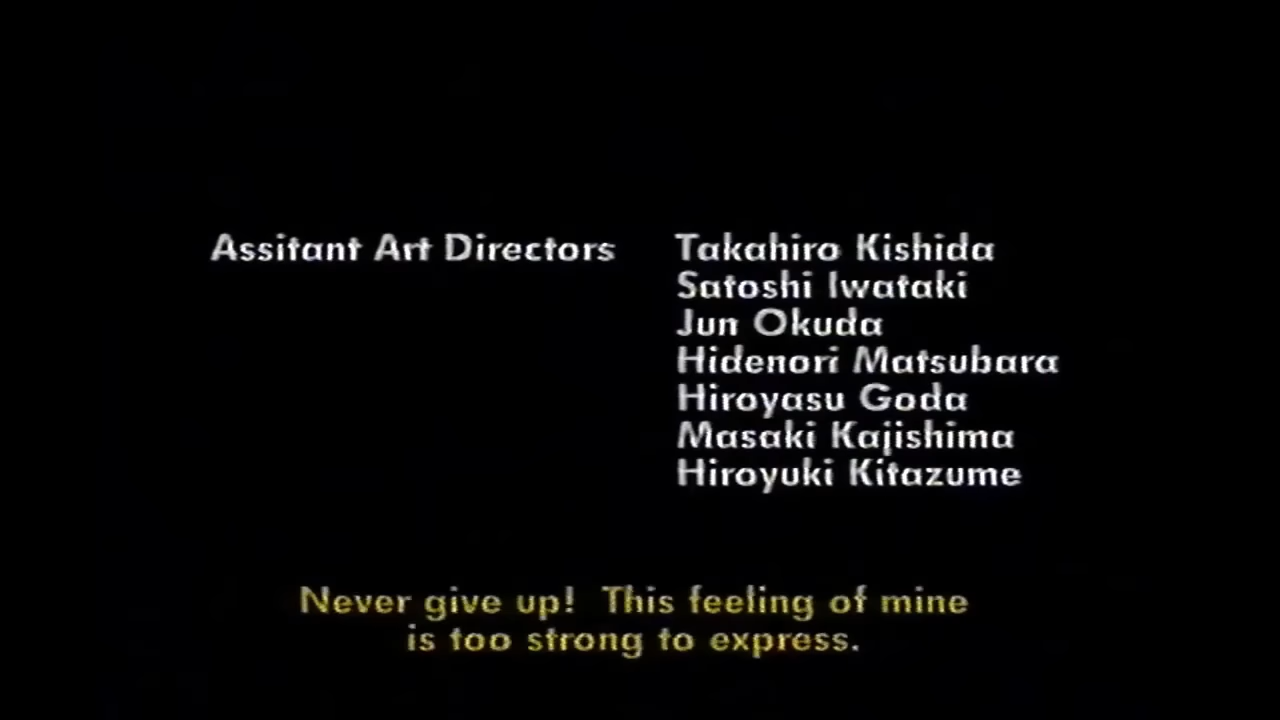 Assitant Art Directors Takahiro Kishida
Satoshi Iwataki
Jun Okuda
Hidenori Matsubara
Hiroyasu Goda
Masaki Kajishima
Hiroyuki Kitazume
Never give up! This feeling of mine
is too strong to express.